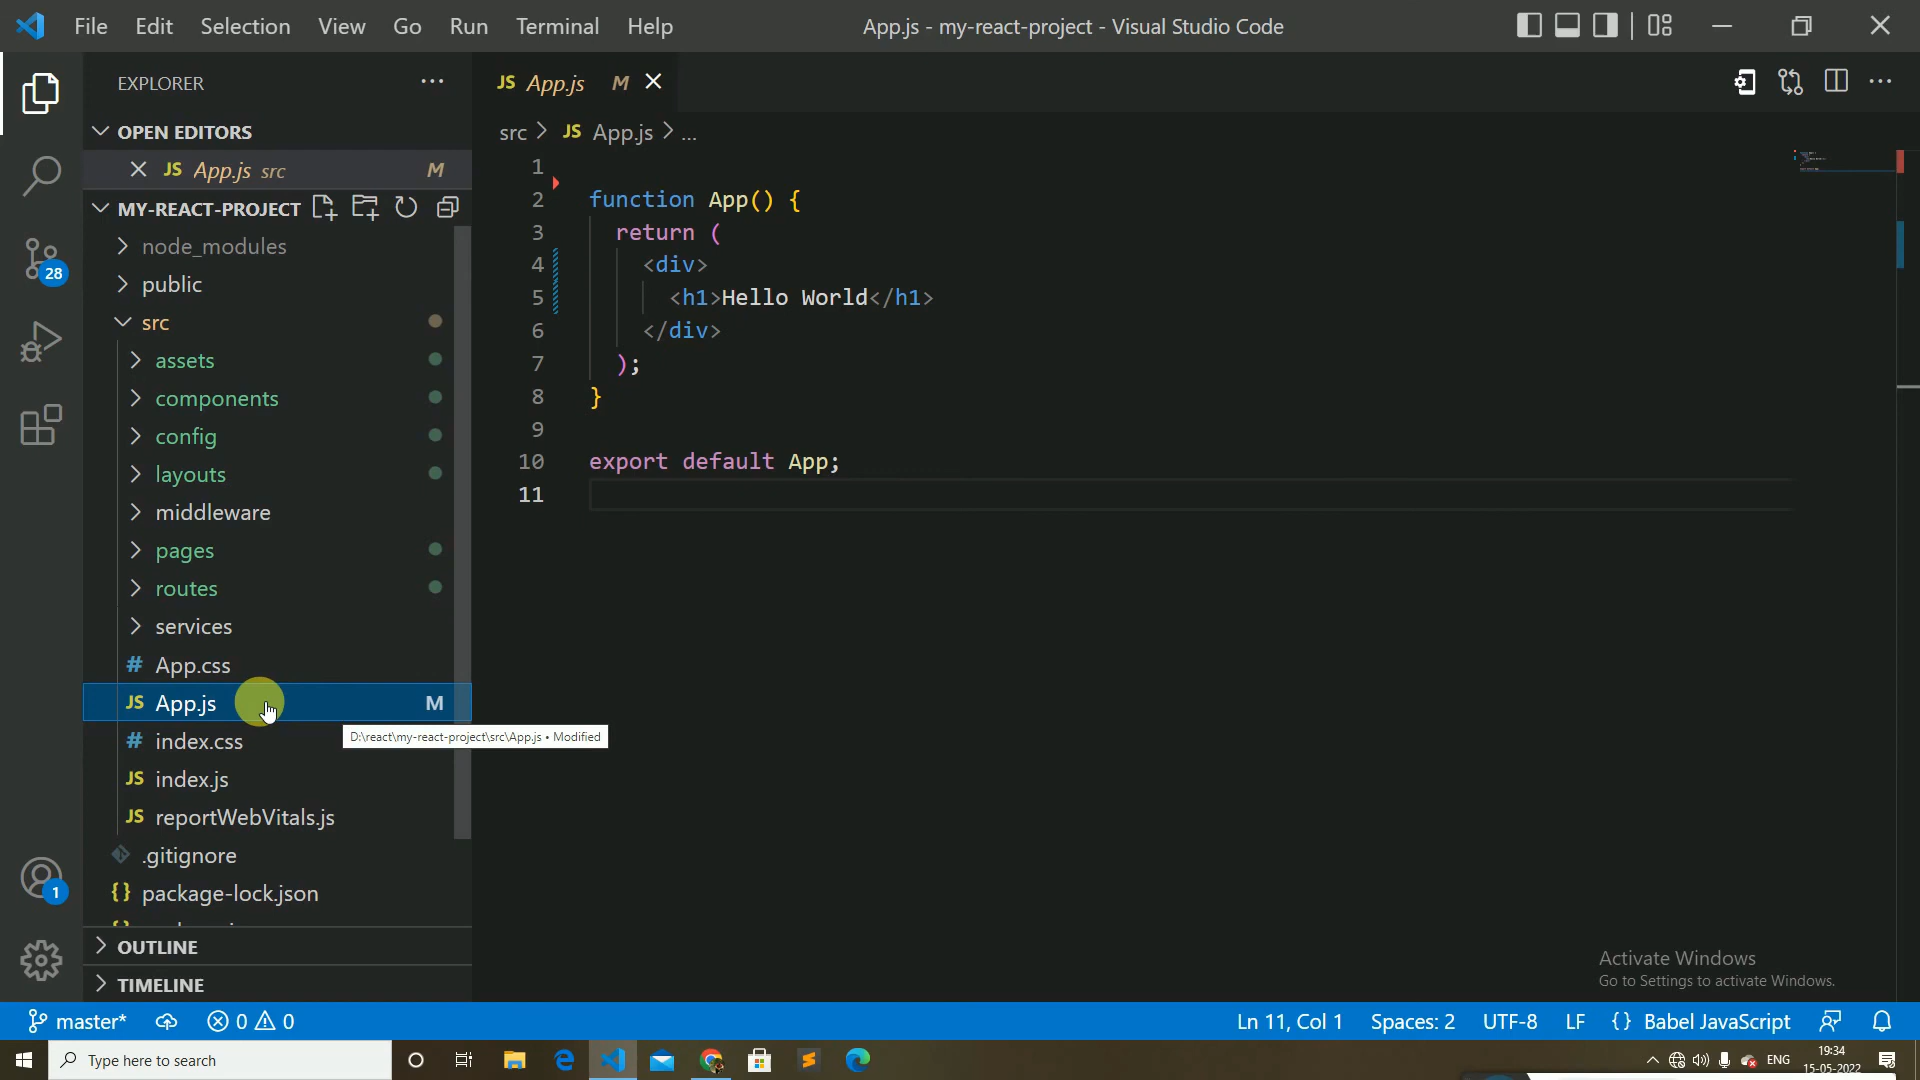 File Edit Selection View Go Run Terminal Help App.js - my-react-project - Visual Studio Code
EXPLORER
OPEN EDITORS
JS App.js src M
MY-REACT-PROJECT
node_modules
public
src
assets
components
config
layouts
middleware
pages
routes
services
# App.css
JS App.js M
# index.css
D:\react\my-react-project\src\App.js • Modified
JS index.js
JS reportWebVitals.js
.gitignore
{} package-lock.json
OUTLINE
TIMELINE
28
1
JS App.js M
src > JS App.js > ...
1
2 function App() {
3 return (
4 <div>
5 <h1>Hello World</h1>
6 </div>
7 );
8 }
9
10 export default App;
11
Activate Windows
Go to Settings to activate Windows.
master* 0 0 Ln 11, Col 1 Spaces: 2 UTF-8 LF {} Babel JavaScript
Type here to search ENG 19:34
15-05-2022